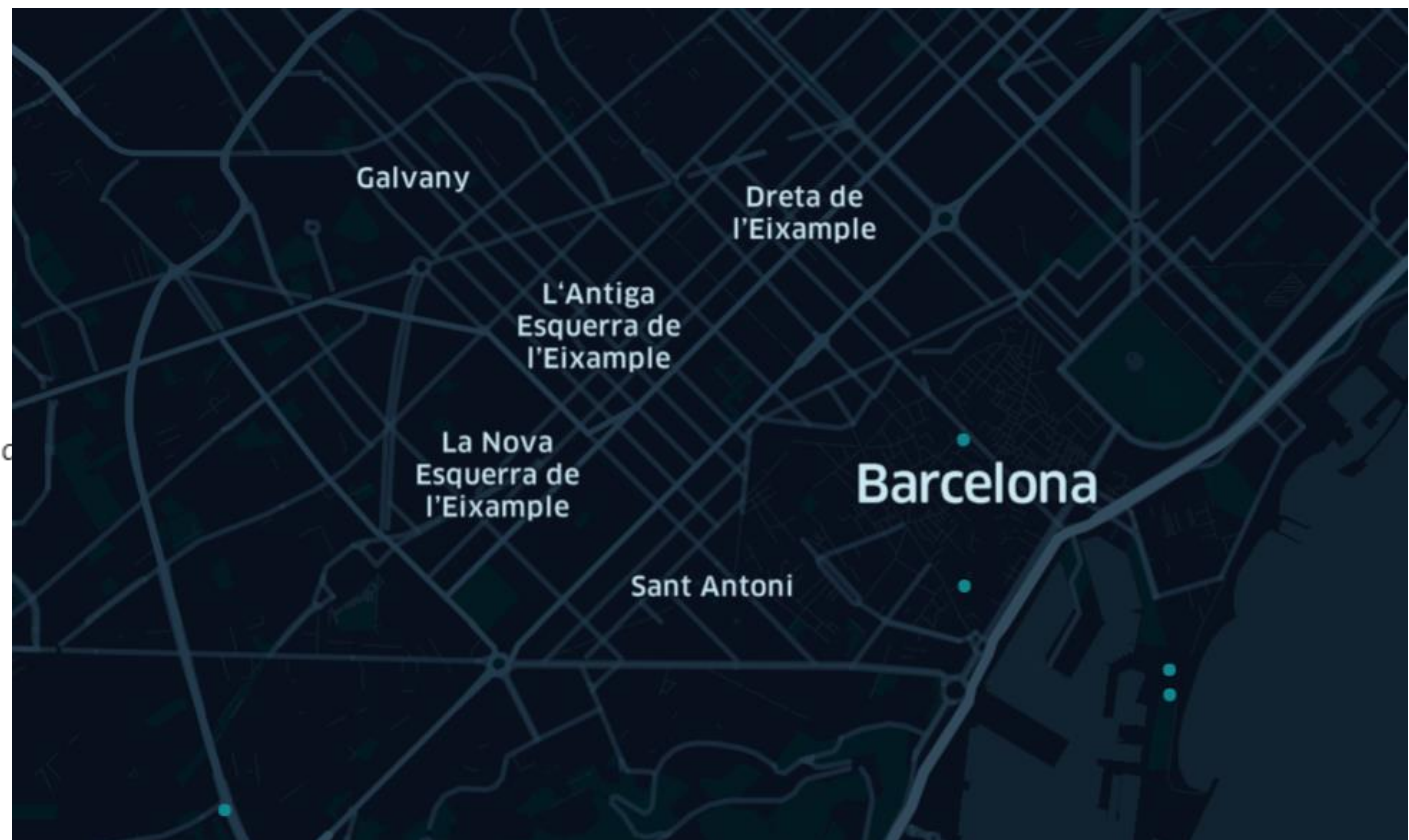 Galvany
Dreta de
l’Eixample
L‘Antiga
Esquerra de
l’Eixample
La Nova
Esquerra de
l’Eixample
Barcelona
Sant Antoni